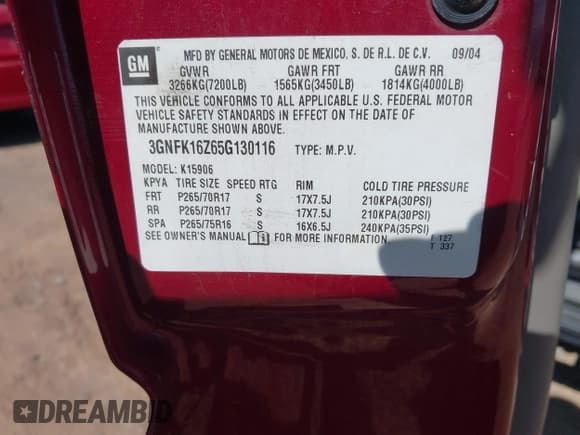 GM
MFD BY GENERAL MOTORS DE MEXICO, S. DE R.L. DE C.V. 09/04
GVWR GAWR FRT GAWR RR
3266KG(7200LB) 1565KG(3450LB) 1814KG(4000LB)
THIS VEHICLE CONFORMS TO ALL APPLICABLE U.S. FEDERAL MOTOR
VEHICLE SAFETY STANDARDS IN EFFECT ON THE DATE OF
MANUFACTURE SHOWN ABOVE.
3GNFK16Z65G130116 TYPE: M.P.V.
MODEL: K15906
KPYA TIRE SIZE SPEED RTG RIM COLD TIRE PRESSURE
FRT P265/70R17 S 17X7.5J 210KPA(30PSI)
RR P265/70R17 S 17X7.5J 210KPA(30PSI)
SPA P265/75R16 S 16X6.5J 240KPA(35PSI)
SEE OWNER'S MANUAL FOR MORE INFORMATION. F 127
T 337
DREAMBID